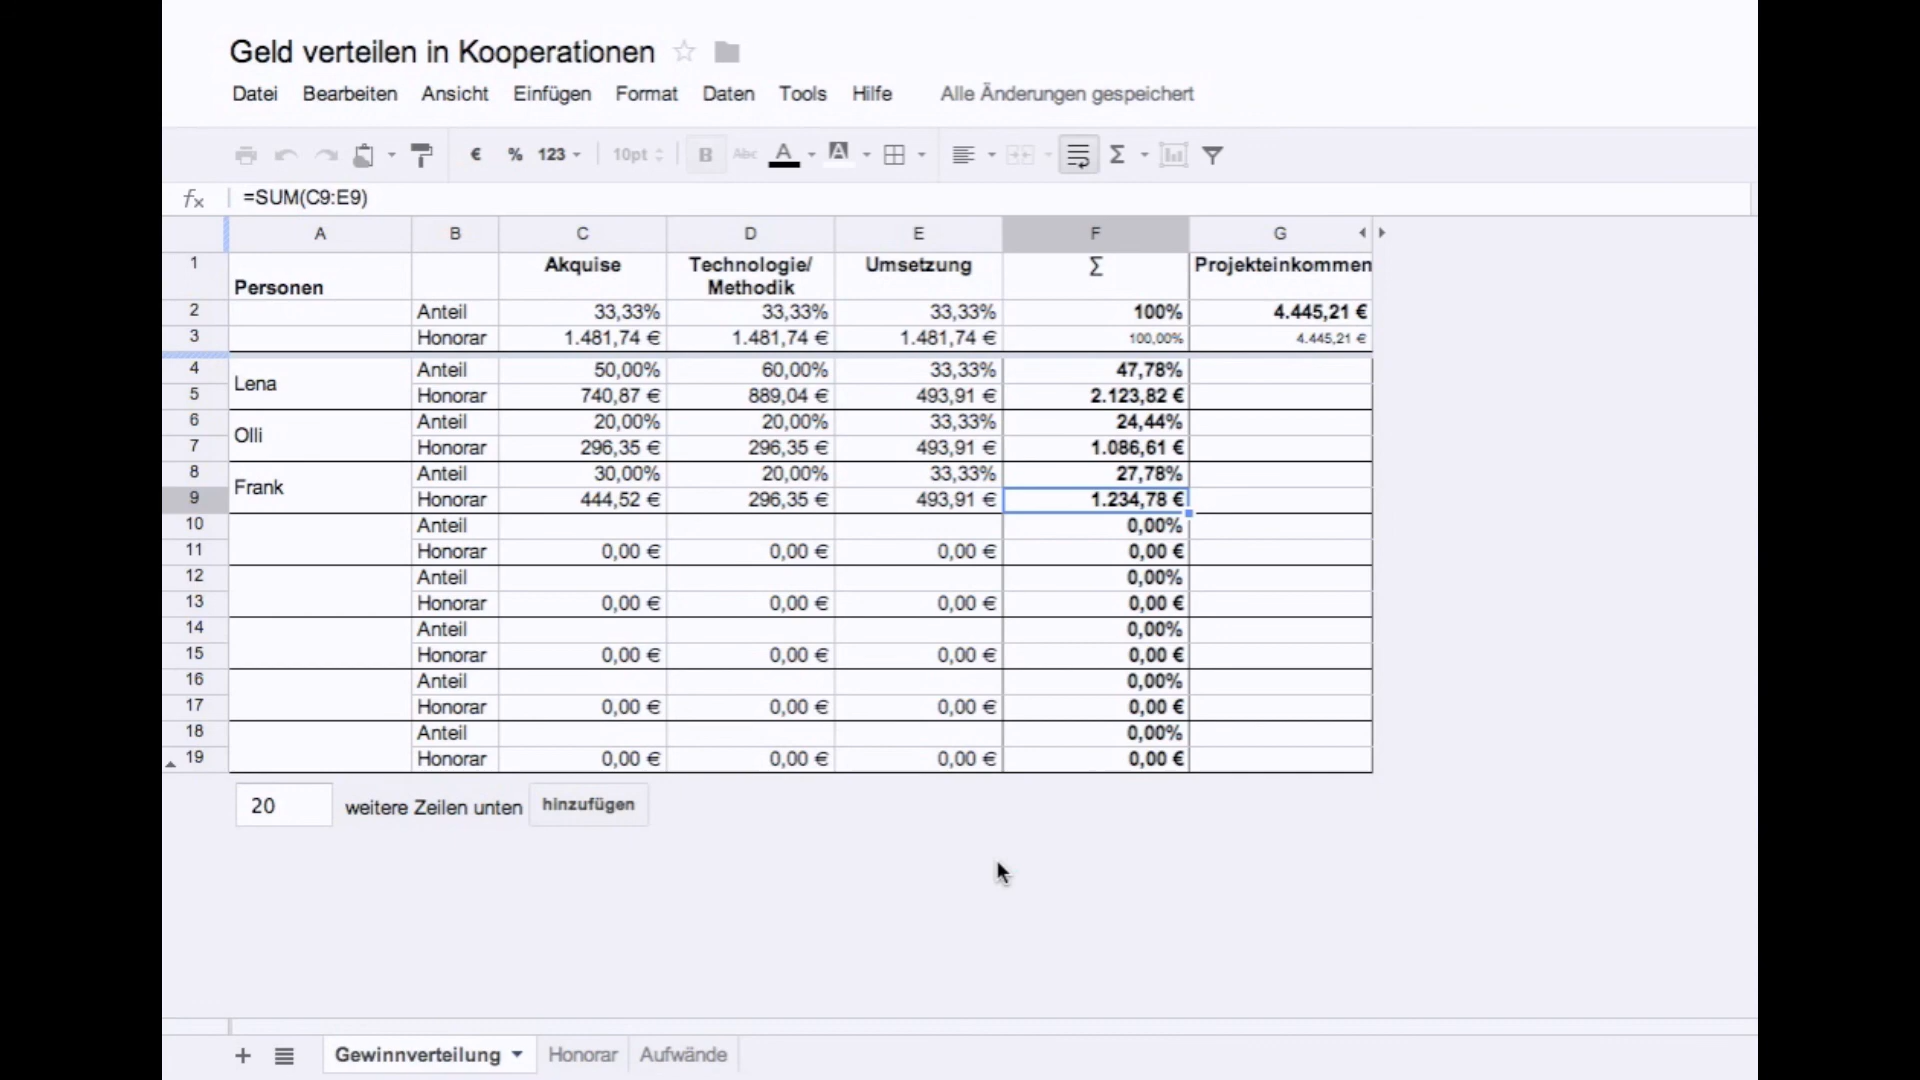 Geld verteilen in Kooperationen
Datei Bearbeiten Ansicht Einfügen Format Daten Tools Hilfe Alle Änderungen gespeichert
€ % 123 10pt B Abc A A Σ
fx =SUM(C9:E9)
A B C D E F G
1 Personen Akquise Technologie/ Methodik Umsetzung Σ Projekteinkommen
2 Anteil 33,33% 33,33% 33,33% 100% 4.445,21 €
3 Honorar 1.481,74 € 1.481,74 € 1.481,74 € 100,00% 4.445,21 €
4 Lena Anteil 50,00% 60,00% 33,33% 47,78%
5 Honorar 740,87 € 889,04 € 493,91 € 2.123,82 €
6 Olli Anteil 20,00% 20,00% 33,33% 24,44%
7 Honorar 296,35 € 296,35 € 493,91 € 1.086,61 €
8 Frank Anteil 30,00% 20,00% 33,33% 27,78%
9 Honorar 444,52 € 296,35 € 493,91 € 1.234,78 €
10 Anteil 0,00%
11 Honorar 0,00 € 0,00 € 0,00 € 0,00 €
12 Anteil 0,00%
13 Honorar 0,00 € 0,00 € 0,00 € 0,00 €
14 Anteil 0,00%
15 Honorar 0,00 € 0,00 € 0,00 € 0,00 €
16 Anteil 0,00%
17 Honorar 0,00 € 0,00 € 0,00 € 0,00 €
18 Anteil 0,00%
19 Honorar 0,00 € 0,00 € 0,00 € 0,00 €
20 weitere Zeilen unten hinzufügen
Gewinnverteilung Honorar Aufwände